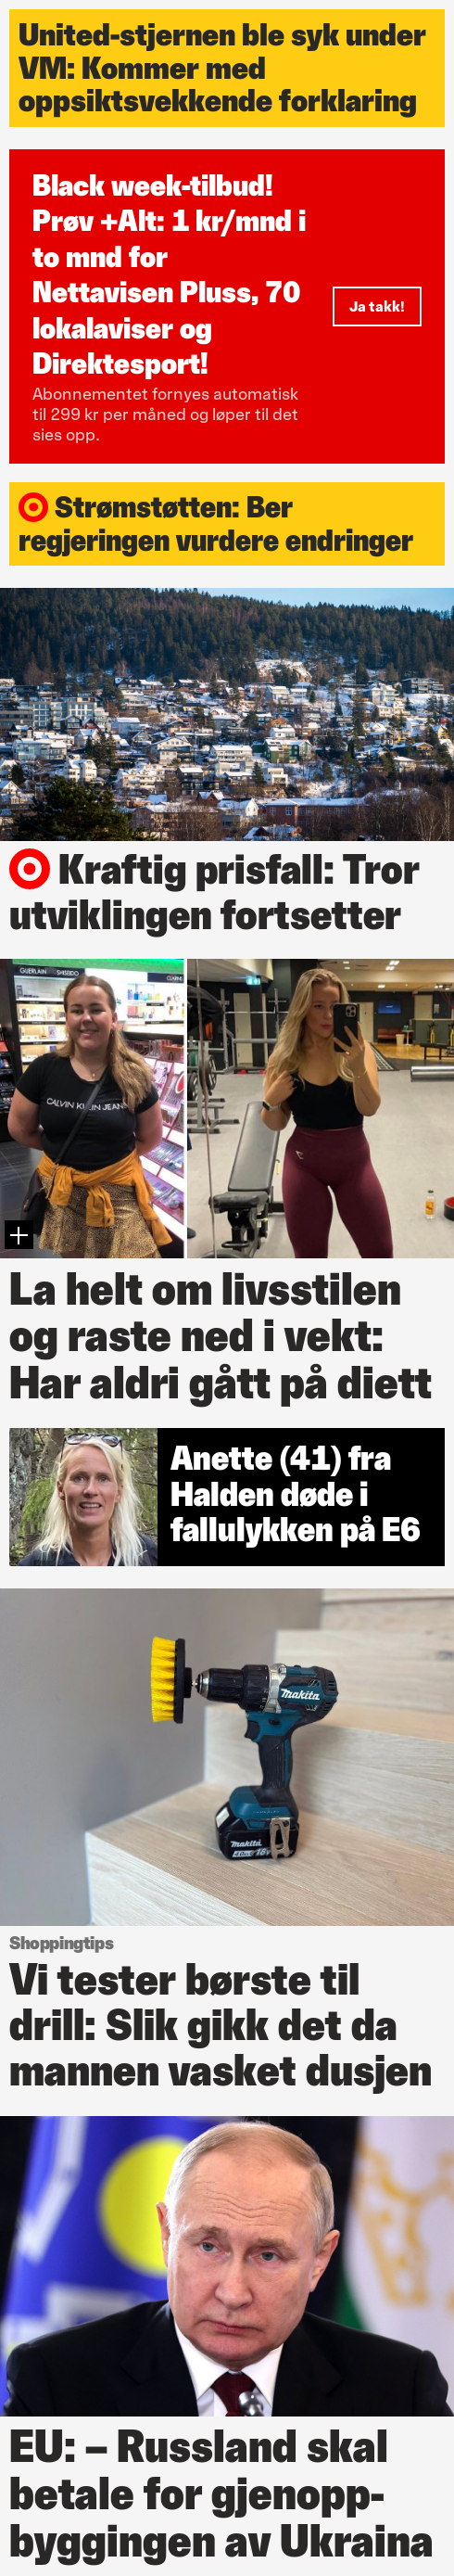 United-stjernen ble syk under
VM: Kommer med
oppsiktsvekkende forklaring
Black week-tilbud!
Prøv +Alt: 1 kr/mnd i
to mnd for
Nettavisen Pluss, 70
lokalaviser og
Direktesport!
Ja takk!
Abonnementet fornyes automatisk
til 299 kr per måned og løper til det
sies opp.
Strømstøtten: Ber
regjeringen vurdere endringer
Kraftig prisfall: Tror
utviklingen fortsetter
GUERLAIN SHISEIDO
CALVIN KLEIN JEANS
La helt om livsstilen
og raste ned i vekt:
Har aldri gått på diett
Anette (41) fra
Halden døde i
fallulykken på E6
makita
makita
18V
Shoppingtips
Vi tester børste til
drill: Slik gikk det da
mannen vasket dusjen
EU: – Russland skal
betale for gjenopp-
byggingen av Ukraina